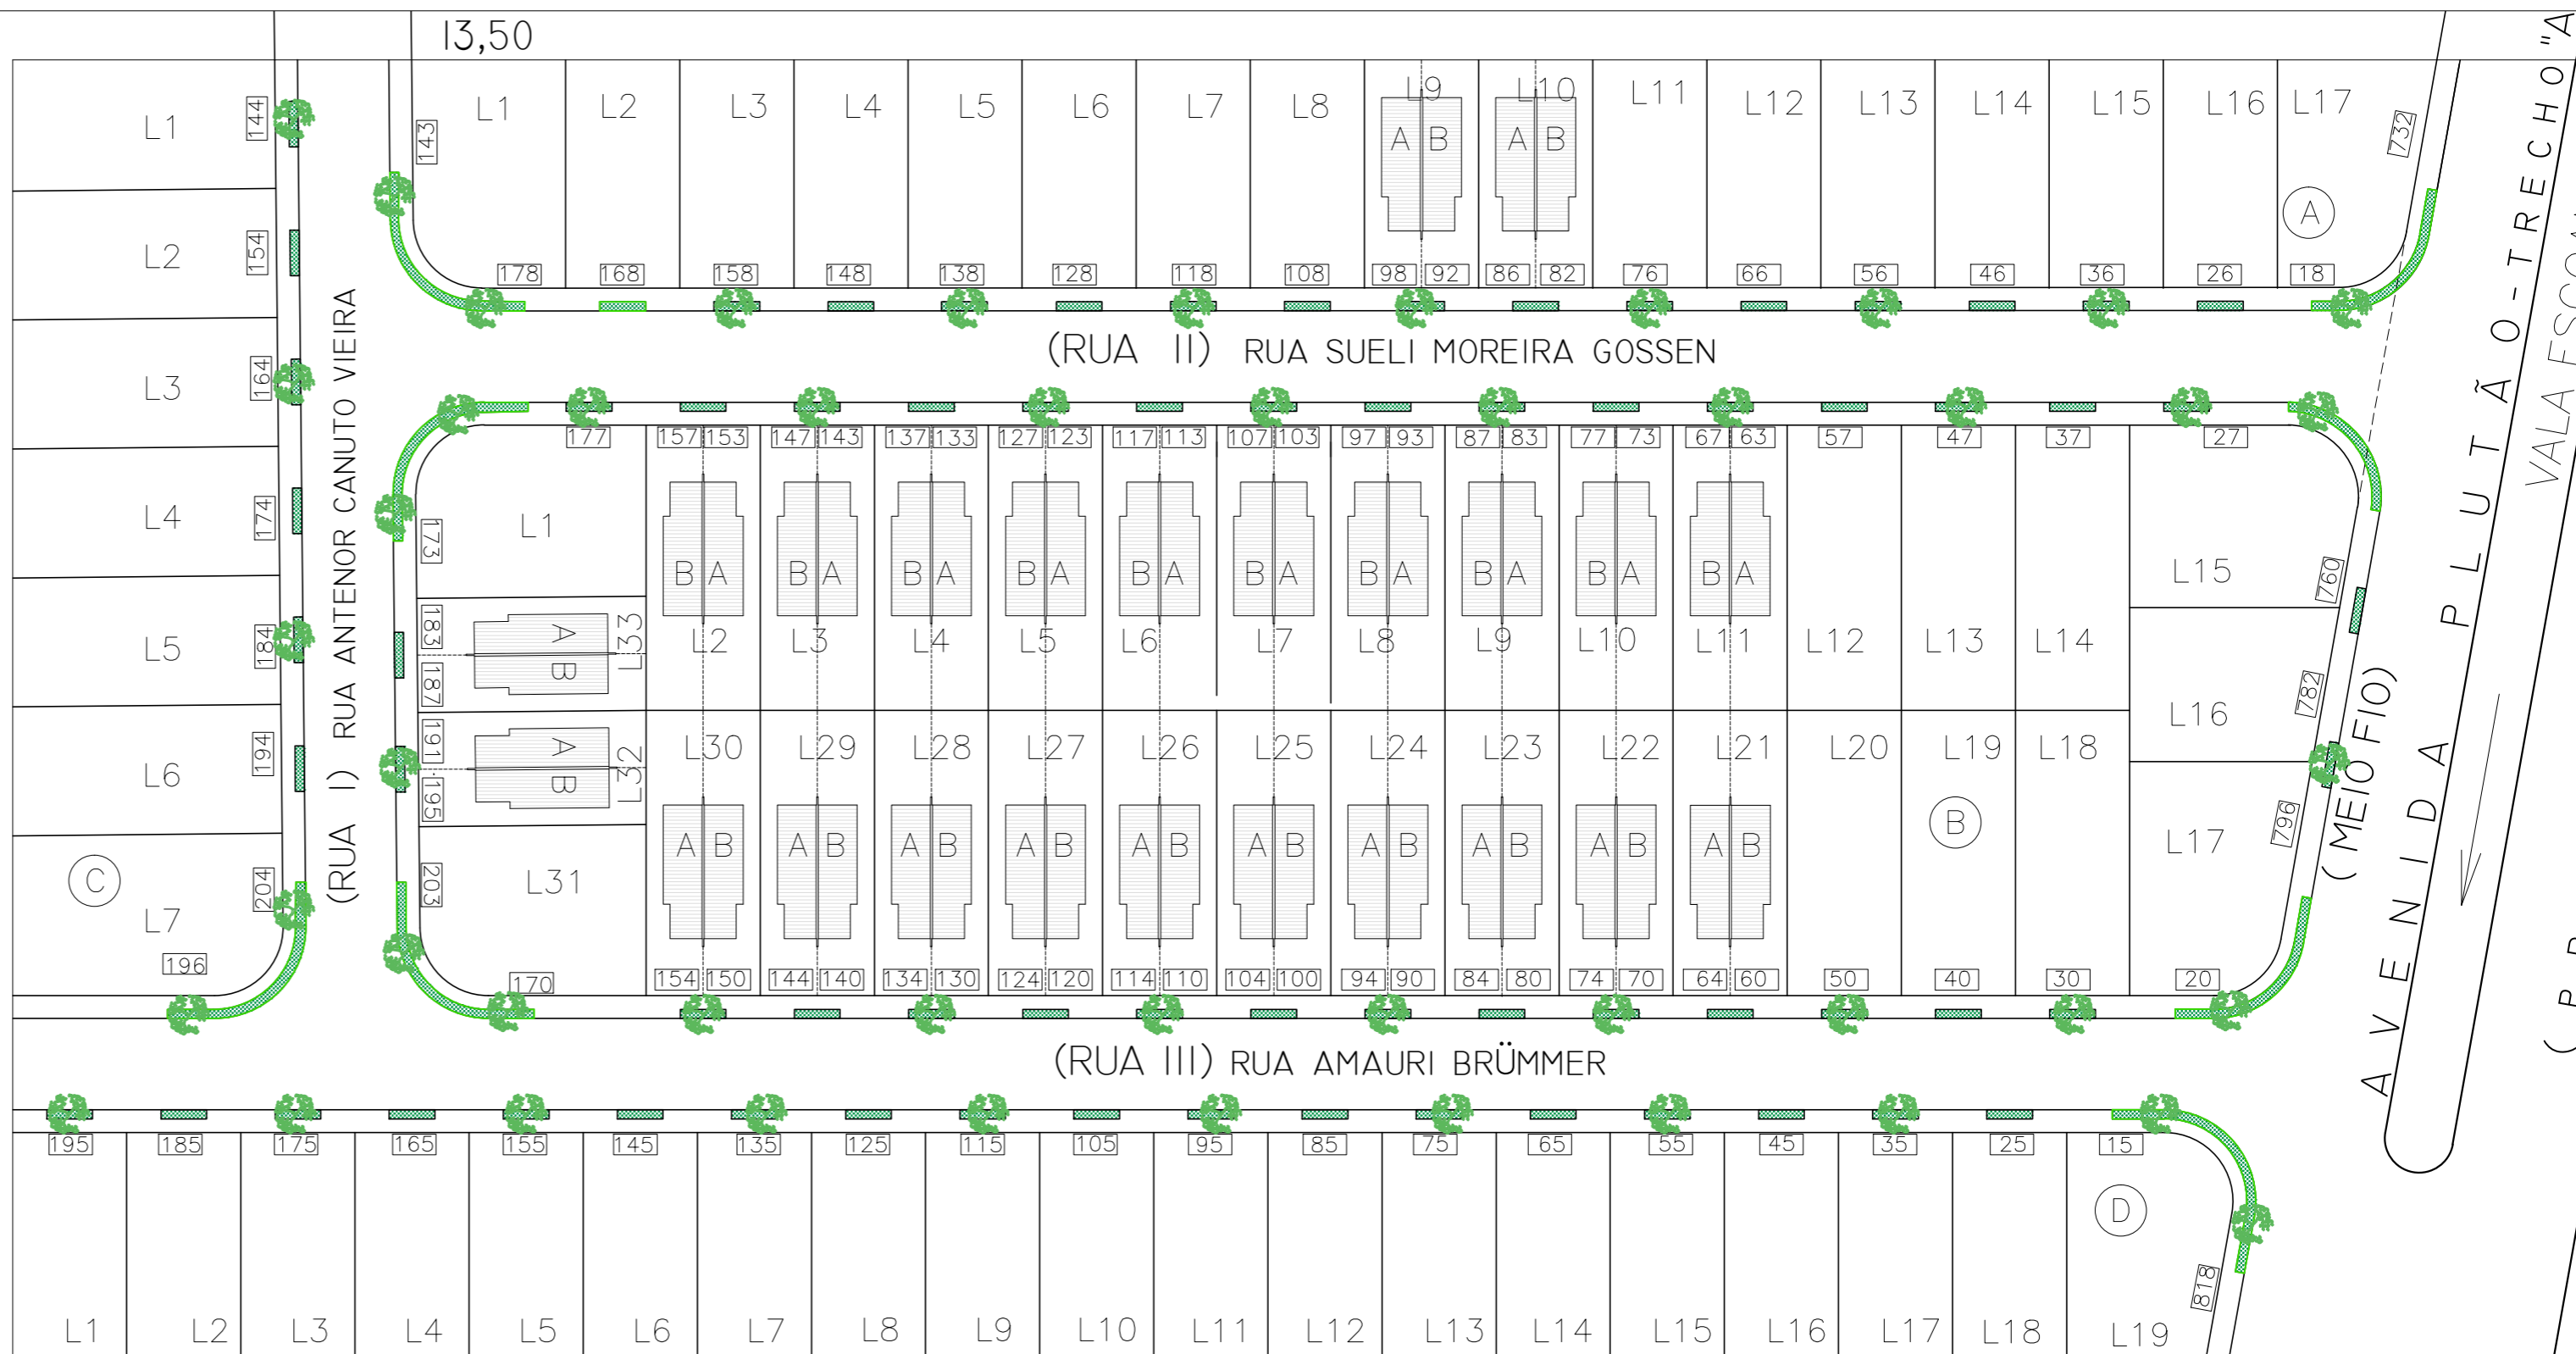 13,50
L1 L2 L3 L4 L5 L6 L7 L8 L9 L10 L11 L12 L13 L14 L15 L16 L17
A B A B
143 732
A
178 168 158 148 138 128 118 108 98 92 86 82 76 66 56 46 36 26 18
L1 144
L2 154
L3 164
L4 174
L5 184
L6 194
C
L7 204
196
(RUA I) RUA ANTENOR CANUTO VIEIRA
(RUA II) RUA SUELI MOREIRA GOSSEN
177 157 153 147 143 137 133 127 123 117 113 107 103 97 93 87 83 77 73 67 63 57 47 37 27
173 L1
B A B A B A B A B A B A B A B A B A B A
L15 760
183 187 A B L33
L2 L3 L4 L5 L6 L7 L8 L9 L10 L11 L12 L13 L14
L16 782
191 195 A B L32
L30 L29 L28 L27 L26 L25 L24 L23 L22 L21 L20 L19 L18
B
L17 796
A B A B A B A B A B A B A B A B A B A B
203 L31
170 154 150 144 140 134 130 124 120 114 110 104 100 94 90 84 80 74 70 64 60 50 40 30 20
(MEIO FIO)
AVENIDA PLUTÃO-TRECHO "A
VALA
(RUA III) RUA AMAURI BRÜMMER
195 185 175 165 155 145 135 125 115 105 95 85 75 65 55 45 35 25 15
D
818
L1 L2 L3 L4 L5 L6 L7 L8 L9 L10 L11 L12 L13 L14 L15 L16 L17 L18 L19